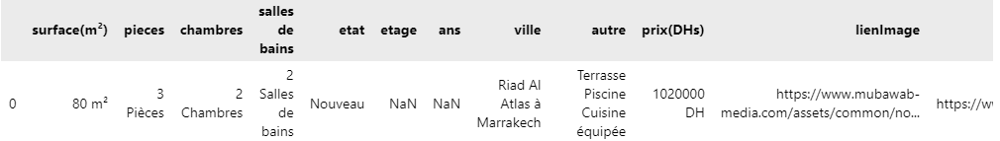 surface(m²) pieces chambres salles de bains etat etage ans ville autre prix(DHs) lienImage
0 80 m² 3 Pièces 2 Chambres 2 Salles de bains Nouveau NaN NaN Riad Al Atlas à Marrakech Terrasse Piscine Cuisine équipée 1020000 DH https://www.mubawab-media.com/assets/common/no... https://w